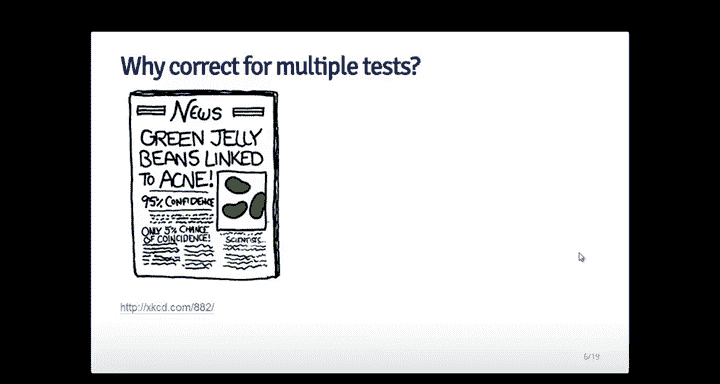 Why correct for multiple tests?
NEWS
GREEN JELLY
BEANS LINKED
TO ACNE!
95% CONFIDENCE
ONLY 5% CHANCE
OF COINCIDENCE!
SCIENTISTS...
http://xkcd.com/882/
6/19